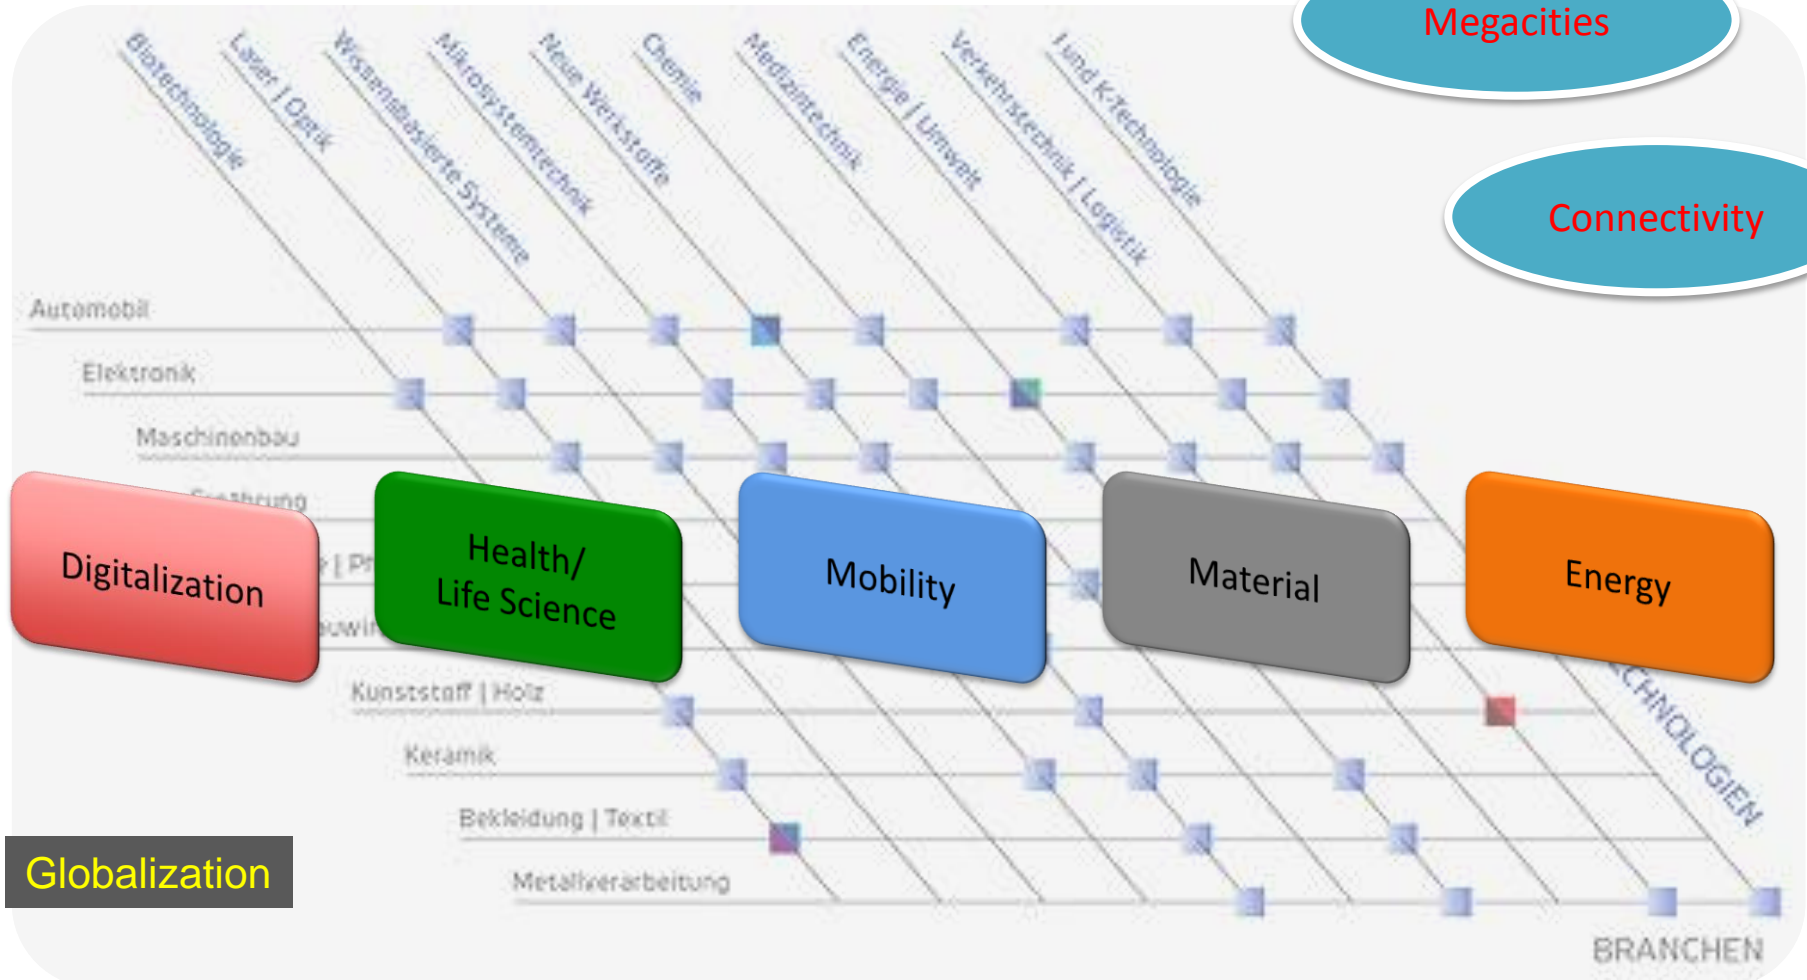 Megacities
Connectivity
Biotechnologie
Laser | Optik
Wissensbasierte Systeme
Mikrosystemtechnik
Neue Werkstoffe
Chemie
Medizintechnik
Energie | Umwelt
Verkehrstechnik | Logistik
I und K-Technologie
Automobil
Elektronik
Maschinenbau
Digitalization
Health/
Life Science
Mobility
Material
Energy
Kunststoff | Holz
Keramik
Bekleidung | Textil
Metallverarbeitung
Globalization
BRANCHEN